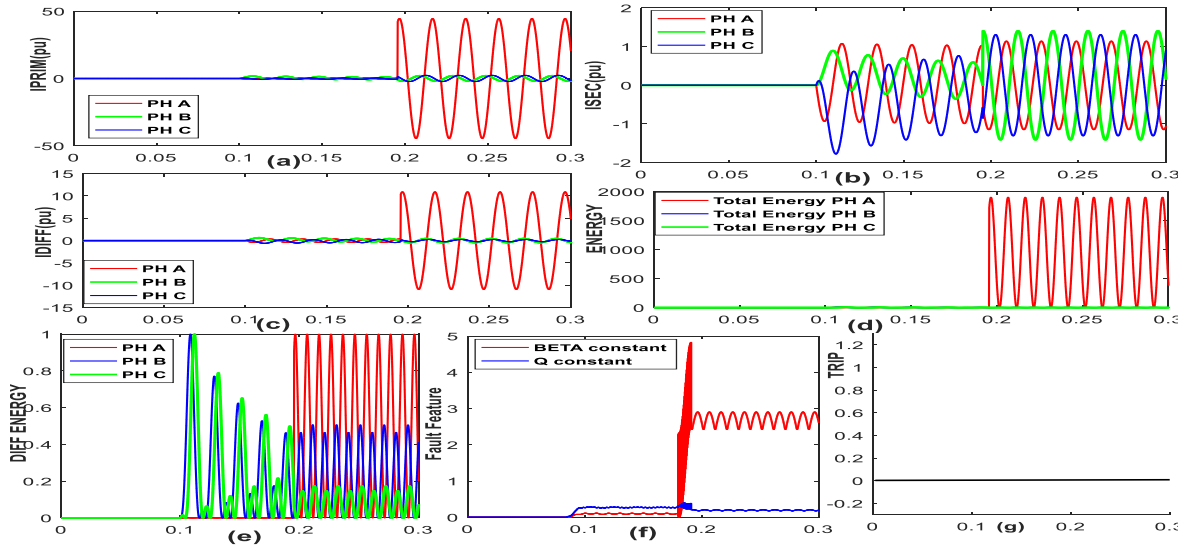 IPRIM(pu)
50
0
-50
PH A
PH B
PH C
0 0.05 0.1 0.15 0.2 0.25 0.3
(a)
ISEC(pu)
2
1
0
-1
-2
PH A
PH B
PH C
0 0.05 0.1 0.15 0.2 0.25 0.3
(b)
IDIFF(pu)
15
10
5
0
-5
-10
15
PH A
PH B
PH C
0 0.05 0.1 0.15 0.2 0.25 0.3
(c)
ENERGY
2000
1500
1000
500
0
Total Energy PH A
Total Energy PH B
Total Energy PH C
0 0.05 0.1 0.15 0.2 0.25 0.3
(d)
DIFF ENERGY
1
0.8
0.6
0.4
0.2
0
PH A
PH B
PH C
0 0.1 0.2 0.3
(e)
Fault Feature
5
4
3
2
1
0
BETA constant
Q constant
0 0.1 0.2 0.3
(f)
TRIP
1.2
1
0.8
0.6
0.4
0.2
0
-0.2
0 0.1 0.2 0.3
(g)